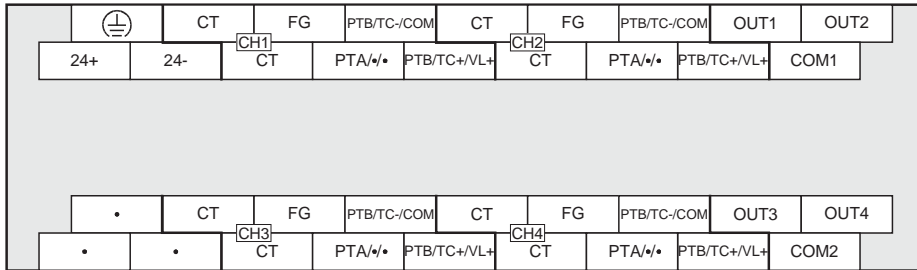 ⏚ CT FG PTB/TC-/COM CT FG PTB/TC-/COM OUT1 OUT2
CH1 CH2
24+ 24- CT PTA/•/• PTB/TC+/VL+ CT PTA/•/• PTB/TC+/VL+ COM1
• CT FG PTB/TC-/COM CT FG PTB/TC-/COM OUT3 OUT4
CH3 CH4
• • CT PTA/•/• PTB/TC+/VL+ CT PTA/•/• PTB/TC+/VL+ COM2